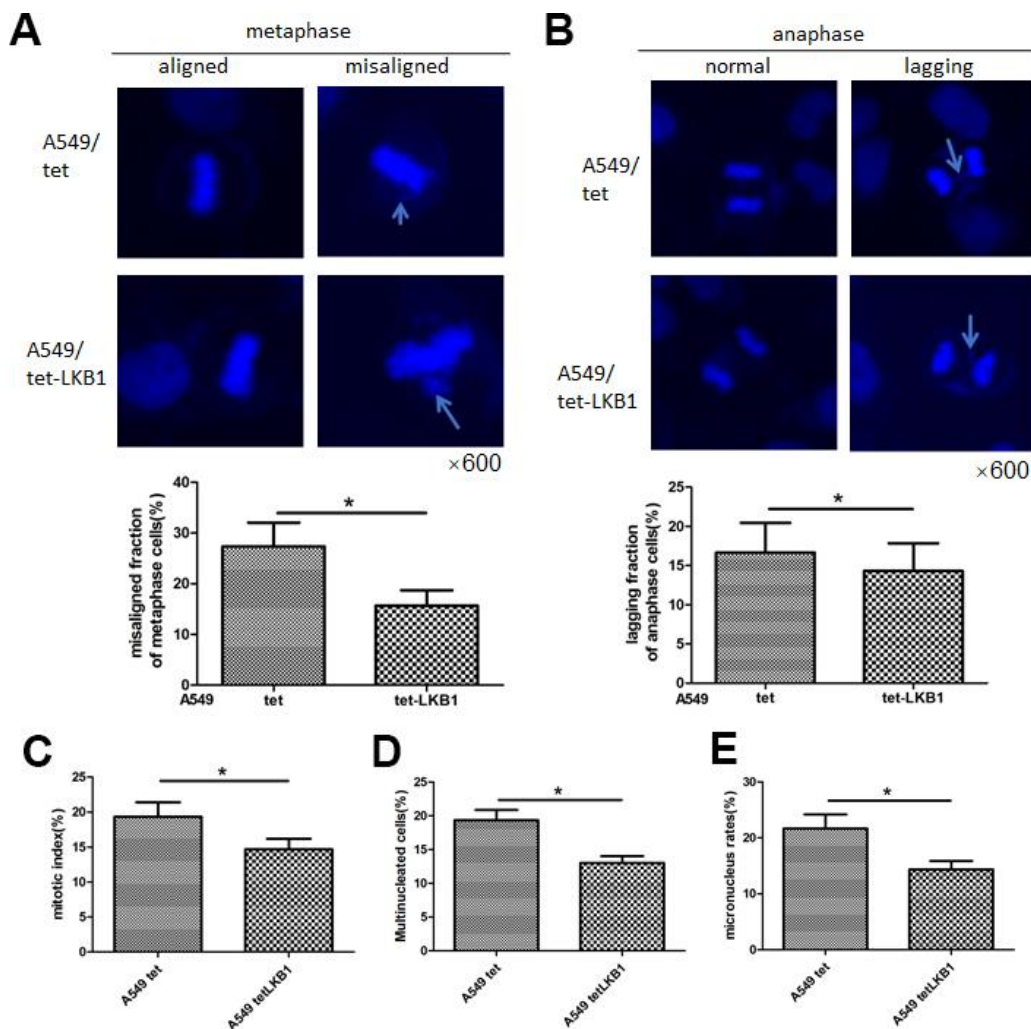 A
metaphase
aligned misaligned
A549/
tet
A549/
tet-LKB1
×600
misaligned fraction
of metaphase cells(%)
40
30
20
10
0
*
A549 tet tet-LKB1
B
anaphase
normal lagging
A549/
tet
A549/
tet-LKB1
×600
lagging fraction
of anaphase cells(%)
25
20
15
10
5
0
*
A549 tet tet-LKB1
C
mitotic index(%)
25
20
15
10
5
0
*
A549 tet
A549 tetLKB1
D
Multinucleated cells(%)
25
20
15
10
5
0
*
A549 tet
A549 tetLKB1
E
micronucleus rates(%)
30
20
10
0
*
A549 tet
A549 tetLKB1